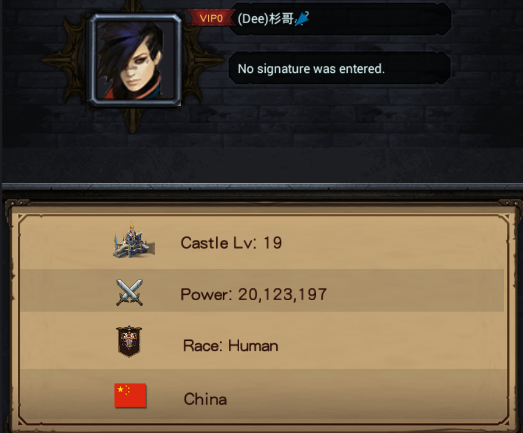 VIP0
(Dee)杉哥
No signature was entered.
Castle Lv: 19
Power: 20,123,197
Race: Human
China